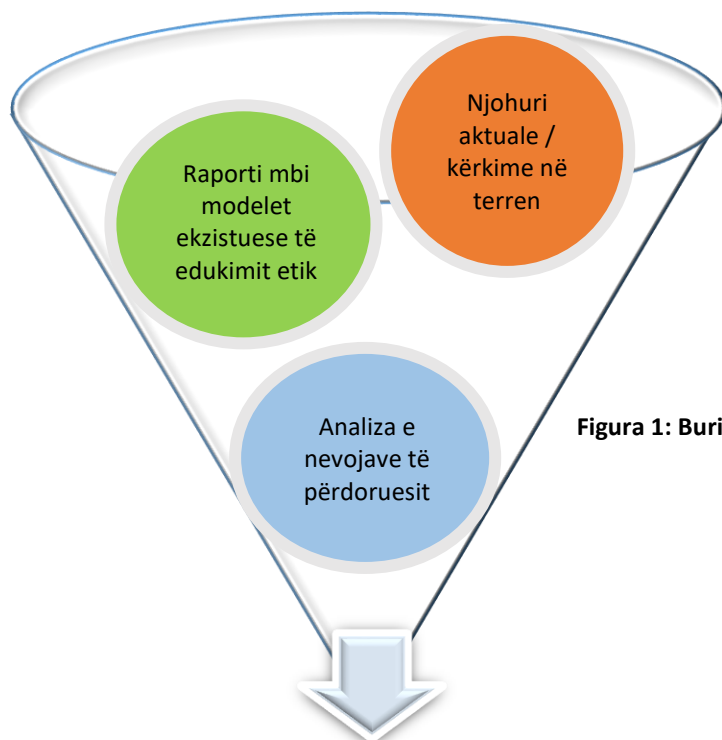 Njohuri
aktuale /
kërkime në
terren
Raporti mbi
modelet
ekzistuese të
edukimit etik
Analiza e
nevojave të
përdoruesit
Figura 1: Buri